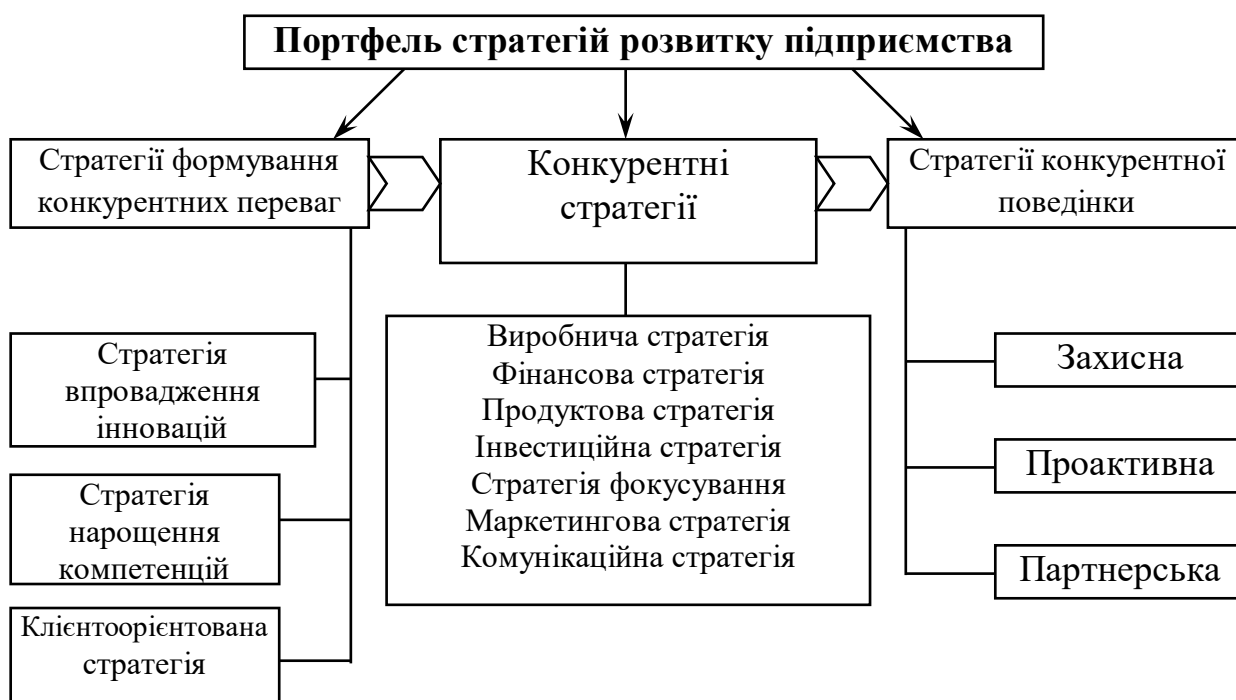 Портфель стратегій розвитку підприємства
Стратегії формування
конкурентних переваг
Конкурентні
стратегії
Стратегії конкурентної
поведінки
Стратегія
впровадження
інновацій
Стратегія
нарощення
компетенцій
Клієнтоорієнтована
стратегія
Виробнича стратегія
Фінансова стратегія
Продуктова стратегія
Інвестиційна стратегія
Стратегія фокусування
Маркетингова стратегія
Комунікаційна стратегія
Захисна
Проактивна
Партнерська